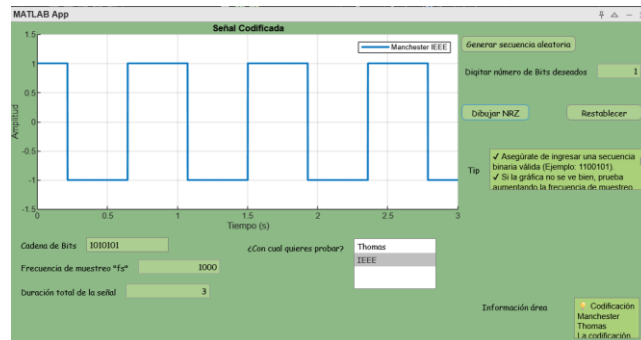 MATLAB App
Señal Codificada
Manchester IEEE
1.5
1
0.5
0
-0.5
-1
-1.5
Amplitud
0
0.5
1
1.5
2
2.5
3
Tiempo (s)
Generar secuencia aleatoria
Digitar número de Bits deseados
1
Dibujar NRZ
Restablecer
Tip
✓ Asegúrate de ingresar una secuencia
binaria válida (Ejemplo: 1100101).
✓ Si la gráfica no se ve bien, prueba
aumentando la frecuencia de muestreo
Cadena de Bits
1010101
Frecuencia de muestreo "fs"
1000
Duración total de la señal
3
¿Con cual quieres probar?
Thomas
IEEE
Información área
Codificación
Manchester
Thomas
La codificación